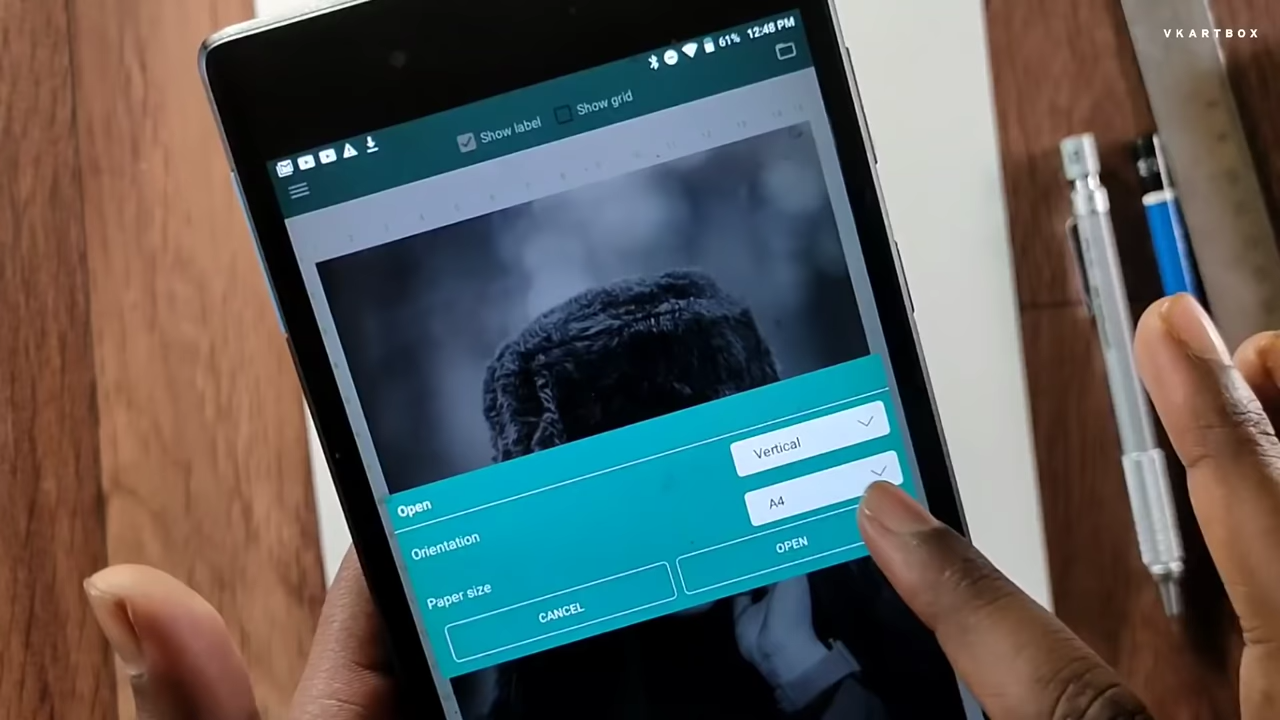 VKARTBOX
61% 12:48 PM
Show label
Show grid
Open
Orientation
Vertical
Paper size
A4
CANCEL
OPEN